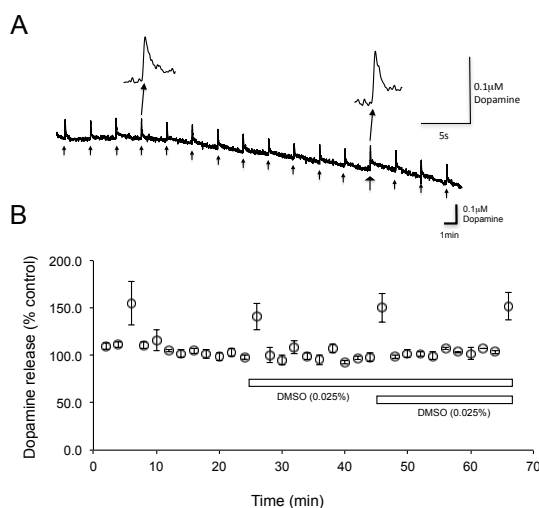 A
0.1μM
Dopamine
5s
0.1μM
Dopamine
1min
B
Dopamine release (% control)
200.0
150.0
100.0
50.0
0.0
DMSO (0.025%)
DMSO (0.025%)
0 10 20 30 40 50 60 70
Time (min)